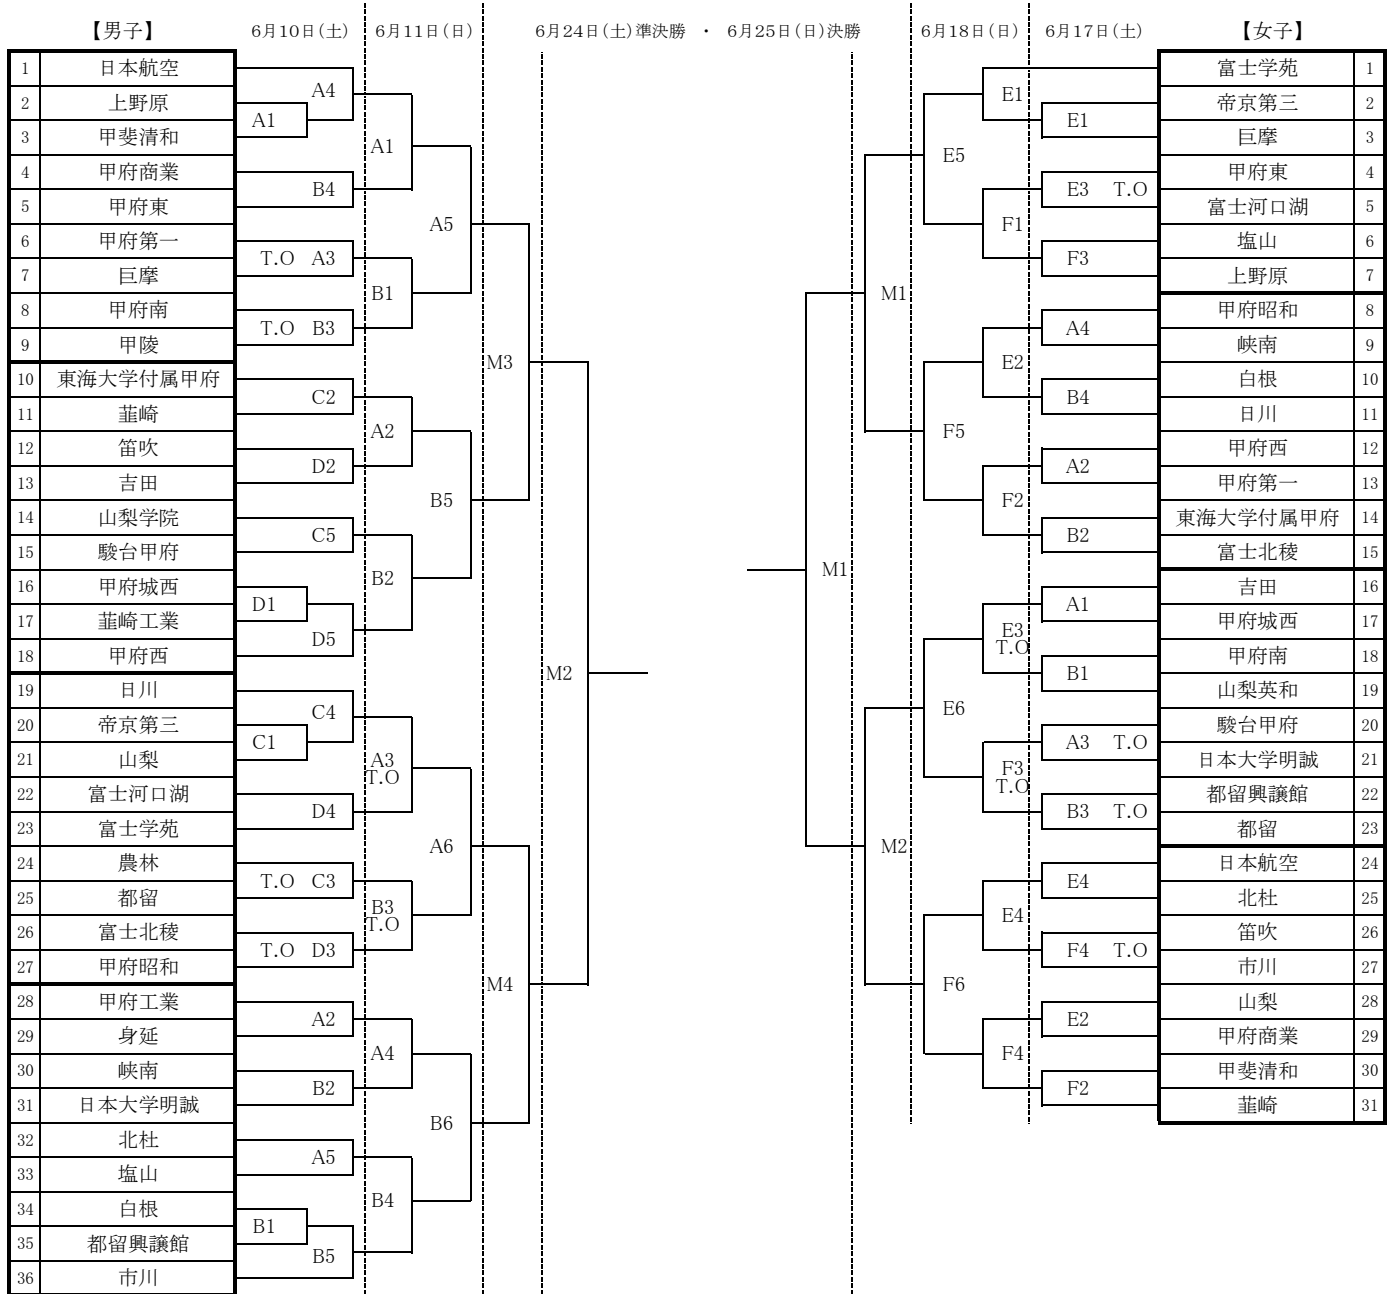 【男子】 6月10日(土) 6月11日(日) 6月24日(土)準決勝 ・ 6月25日(日)決勝 6月18日(日) 6月17日(土) 【女子】
1 日本航空
2 上野原
3 甲斐清和
4 甲府商業
5 甲府東
6 甲府第一
7 巨摩
8 甲府南
9 甲陵
10 東海大学付属甲府
11 韮崎
12 笛吹
13 吉田
14 山梨学院
15 駿台甲府
16 甲府城西
17 韮崎工業
18 甲府西
19 日川
20 帝京第三
21 山梨
22 富士河口湖
23 富士学苑
24 農林
25 都留
26 富士北稜
27 甲府昭和
28 甲府工業
29 身延
30 峡南
31 日本大学明誠
32 北杜
33 塩山
34 白根
35 都留興譲館
36 市川
A4
A1
B4
T.O A3
T.O B3
C2
D2
C5
D1
D5
C4
C1
D4
T.O C3
T.O D3
A2
B2
A5
B1
B5
A1
B1
A2
B2
A3
T.O
B3
T.O
A4
B4
A5
B5
A6
B6
M3
M4
M2
M1
M1
M2
E5
F5
E6
F6
E1
F1
E2
F2
E3
T.O
F3
T.O
E4
F4
E1
E3 T.O
F3
A4
B4
A2
B2
A1
B1
A3 T.O
B3 T.O
E4
F4 T.O
E2
F2
富士学苑 1
帝京第三 2
巨摩 3
甲府東 4
富士河口湖 5
塩山 6
上野原 7
甲府昭和 8
峡南 9
白根 10
日川 11
甲府西 12
甲府第一 13
東海大学付属甲府 14
富士北稜 15
吉田 16
甲府城西 17
甲府南 18
山梨英和 19
駿台甲府 20
日本大学明誠 21
都留興譲館 22
都留 23
日本航空 24
北杜 25
笛吹 26
市川 27
山梨 28
甲府商業 29
甲斐清和 30
韮崎 31